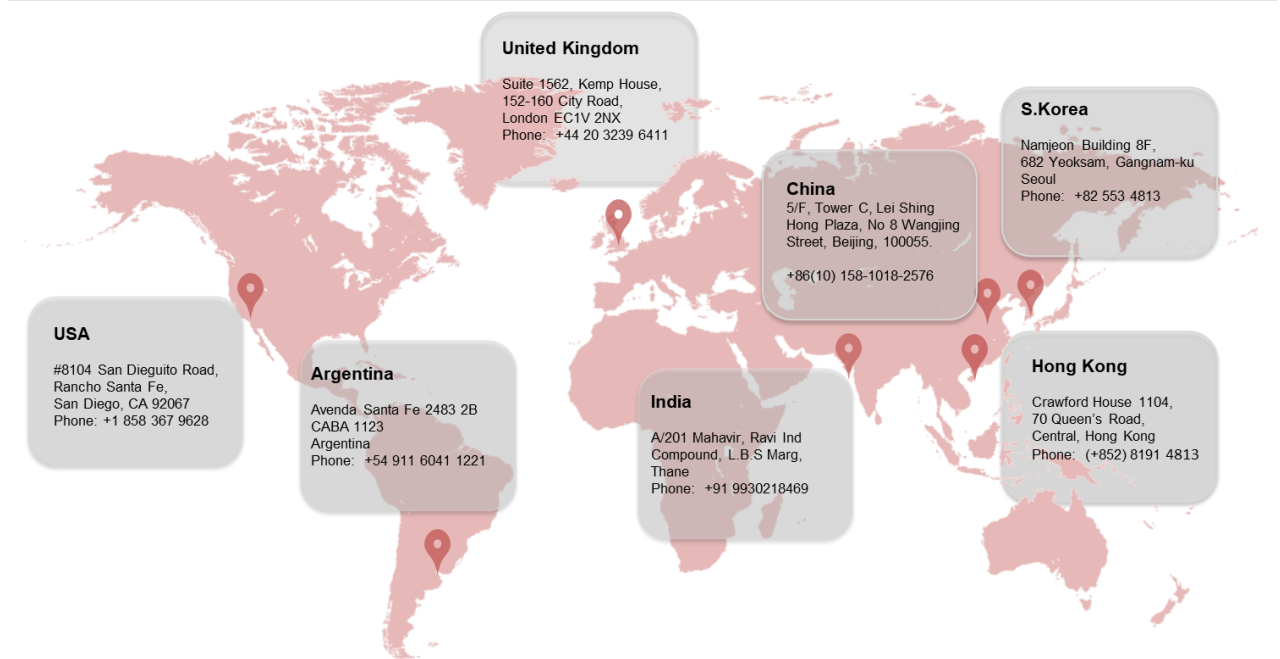 United Kingdom
Suite 1562, Kemp House,
152-160 City Road,
London EC1V 2NX
Phone: +44 20 3239 6411
S.Korea
Namjeon Building 8F,
682 Yeoksam, Gangnam-ku
Seoul
Phone: +82 553 4813
China
5/F, Tower C, Lei Shing
Hong Plaza, No 8 Wangjing
Street, Beijing, 100055.
+86(10) 158-1018-2576
USA
#8104 San Dieguito Road,
Rancho Santa Fe,
San Diego, CA 92067
Phone: +1 858 367 9628
Argentina
Avenda Santa Fe 2483 2B
CABA 1123
Argentina
Phone: +54 911 6041 1221
India
A/201 Mahavir, Ravi Ind
Compound, L.B.S Marg,
Thane
Phone: +91 9930218469
Hong Kong
Crawford House 1104,
70 Queen's Road,
Central, Hong Kong
Phone: (+852) 8191 4813